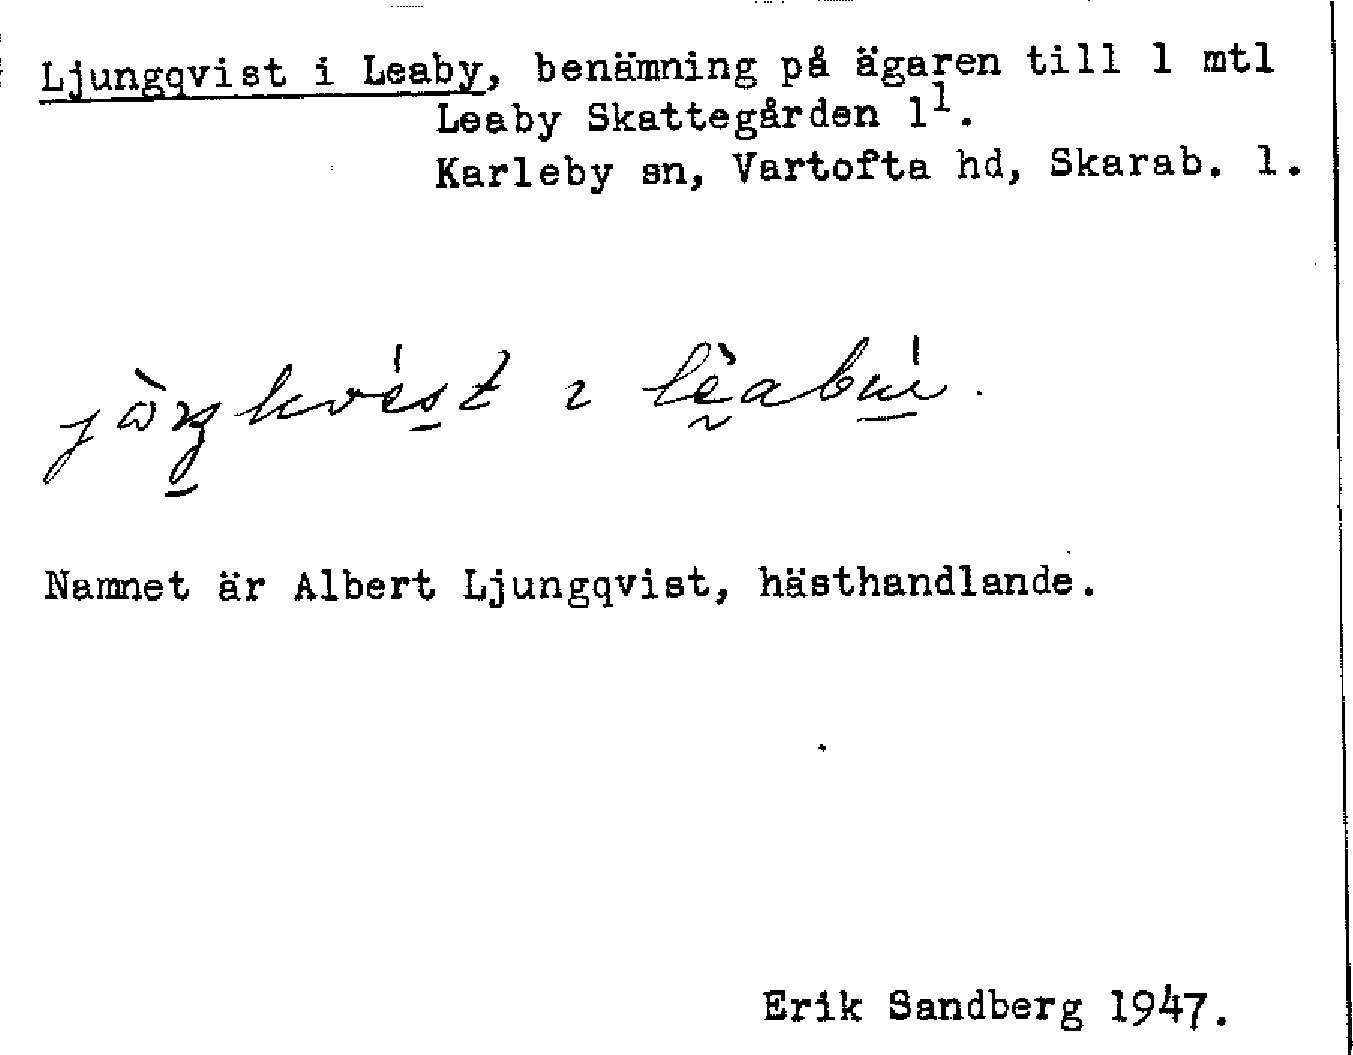 Ljungqvist i Leaby, benämning på ägaren till 1 mtl
Leaby Skattegården 1¹.
Karleby sn, Vartofta hd, Skarab. l.
Namnet är Albert Ljungqvist, hästhandlande.
Erik Sandberg 1947.